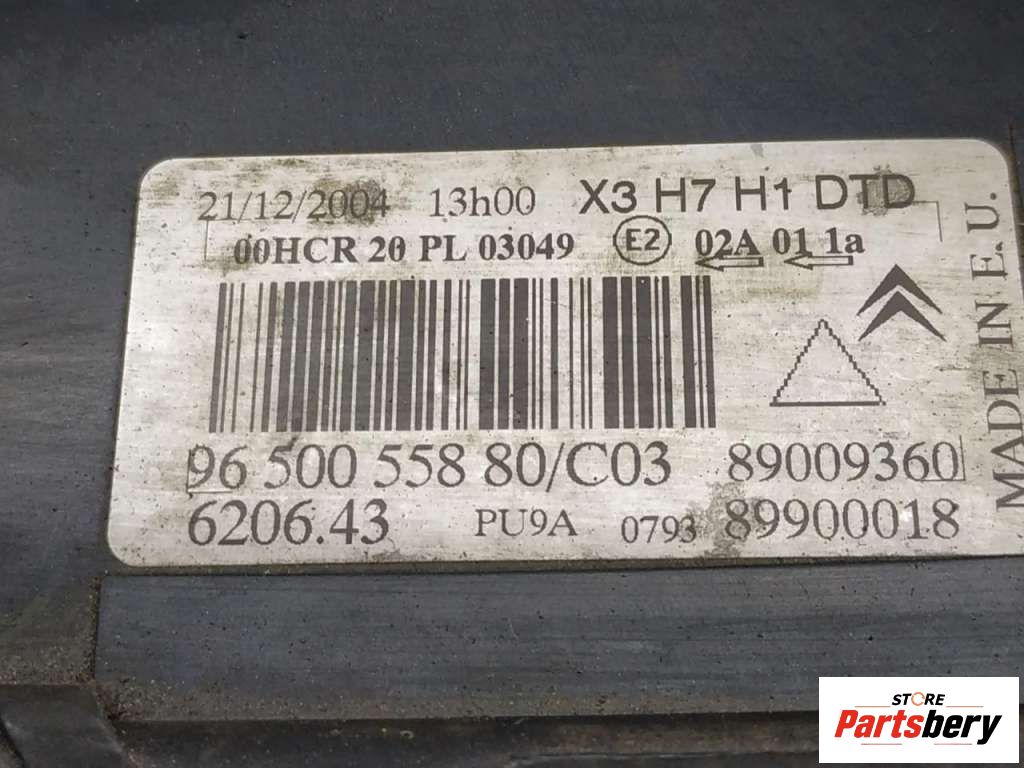 21/12/2004 13h00 X3 H7 H1 DTD
00HCR 20 PL 03049 E2 02A 01 1a
96 500 558 80/C03 89009360
6206.43 PU9A 0793 89900018
MADE IN E.U.
STORE
Partsbery